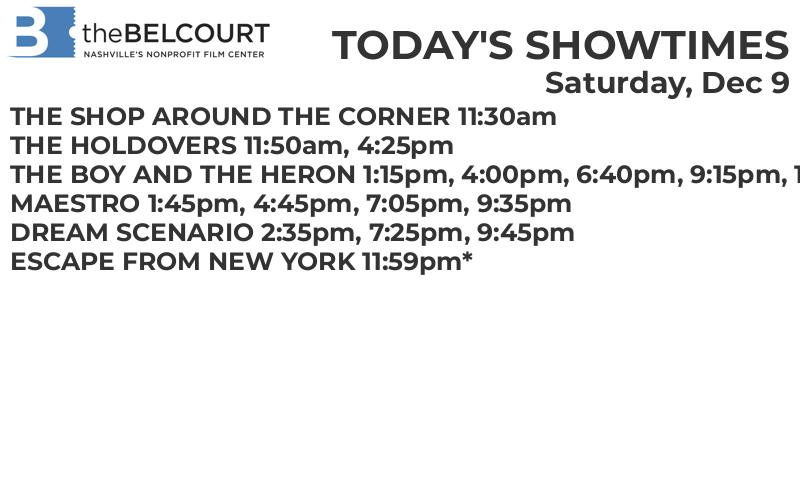 B theBELCOURT
NASHVILLE'S NONPROFIT FILM CENTER
TODAY'S SHOWTIMES
Saturday, Dec 9
THE SHOP AROUND THE CORNER 11:30am
THE HOLDOVERS 11:50am, 4:25pm
THE BOY AND THE HERON 1:15pm, 4:00pm, 6:40pm, 9:15pm,
MAESTRO 1:45pm, 4:45pm, 7:05pm, 9:35pm
DREAM SCENARIO 2:35pm, 7:25pm, 9:45pm
ESCAPE FROM NEW YORK 11:59pm*